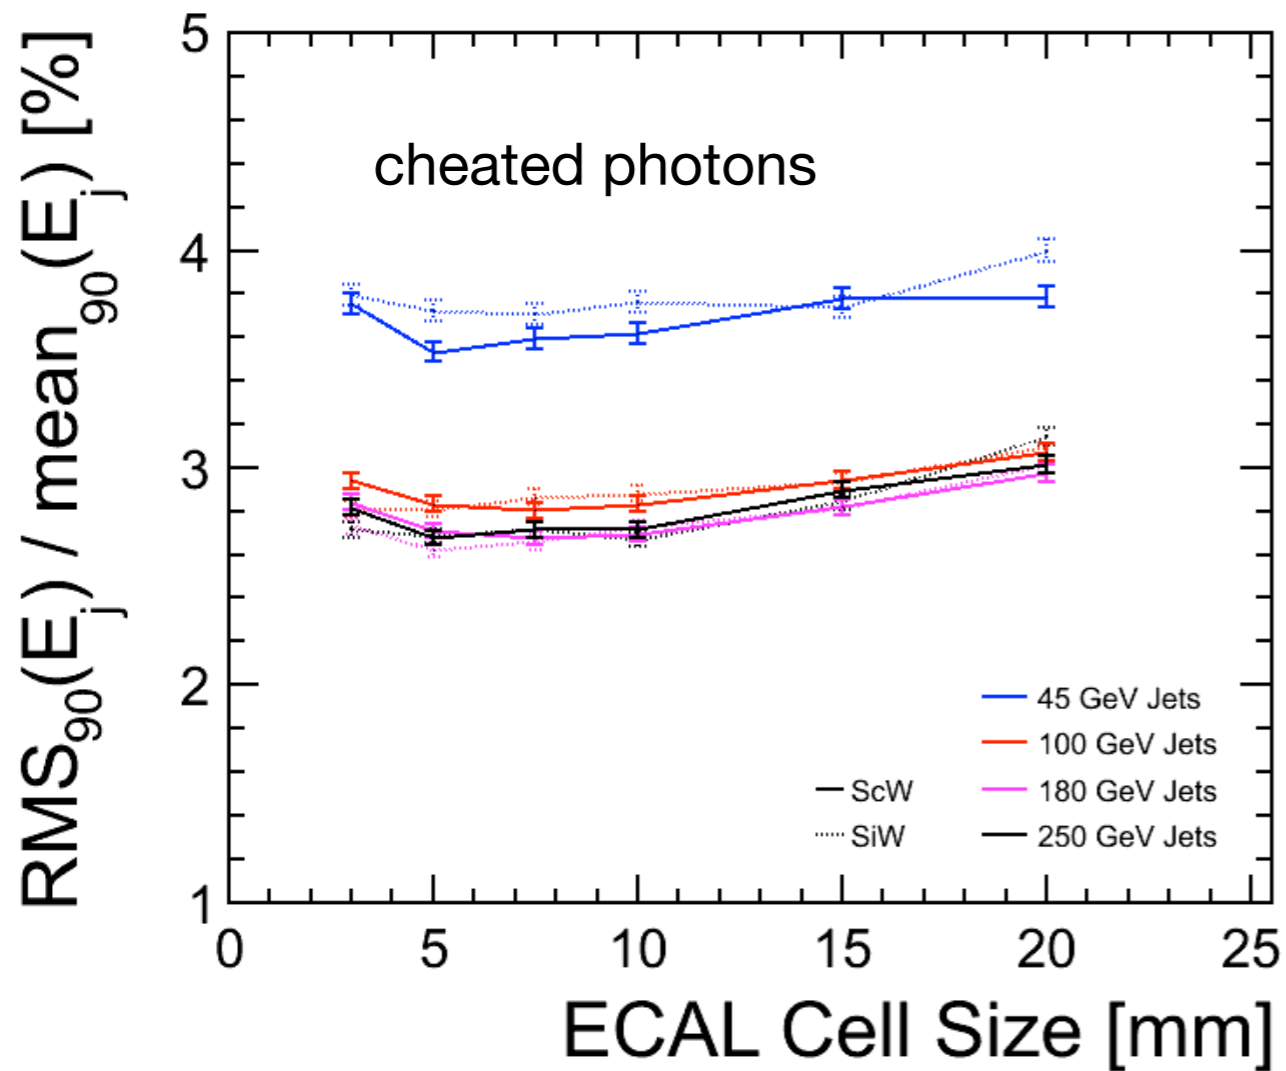 RMS90(Ej) / mean90(Ej) [%]
5
4
3
2
1
cheated photons
45 GeV Jets
100 GeV Jets
ScW
180 GeV Jets
SiW
250 GeV Jets
0 5 10 15 20 25
ECAL Cell Size [mm]